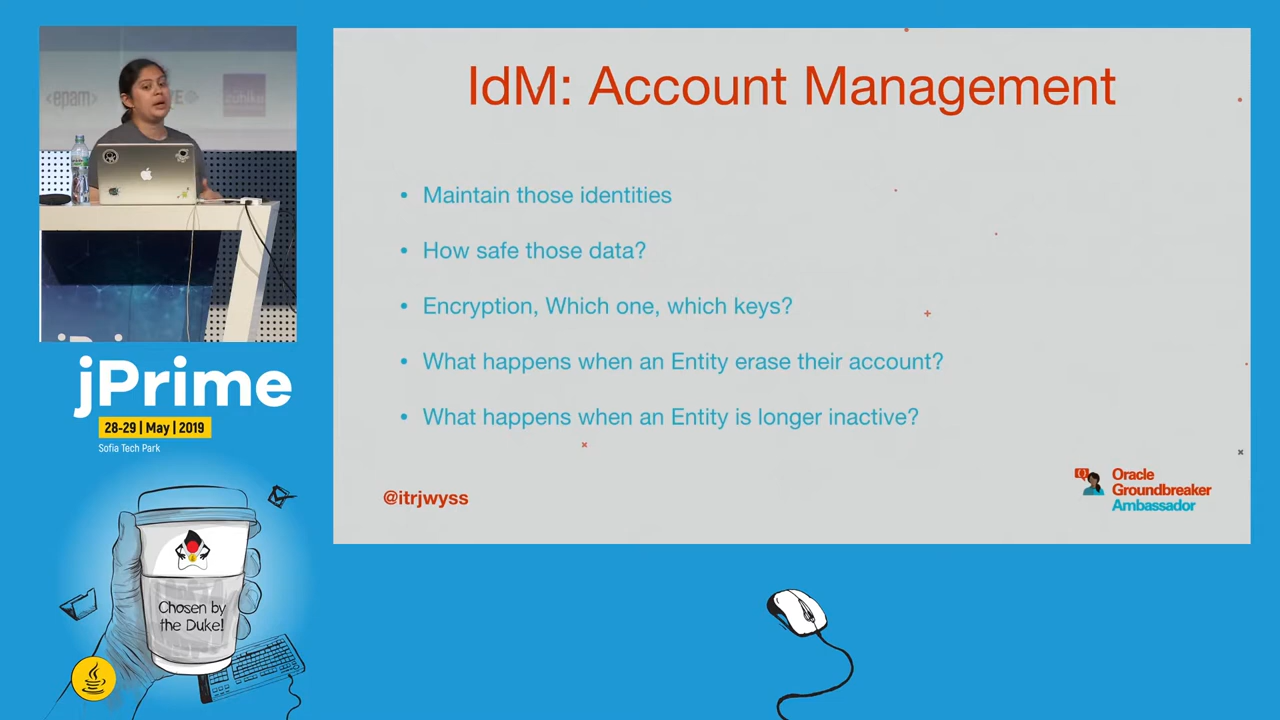 <epam>
IdM: Account Management
• Maintain those identities
• How safe those data?
• Encryption, Which one, which keys?
• What happens when an Entity erase their account?
• What happens when an Entity is longer inactive?
@itrjwyss
Oracle
Groundbreaker
Ambassador
jPrime
28-29 | May | 2019
Sofia Tech Park
Chosen by
the Duke!